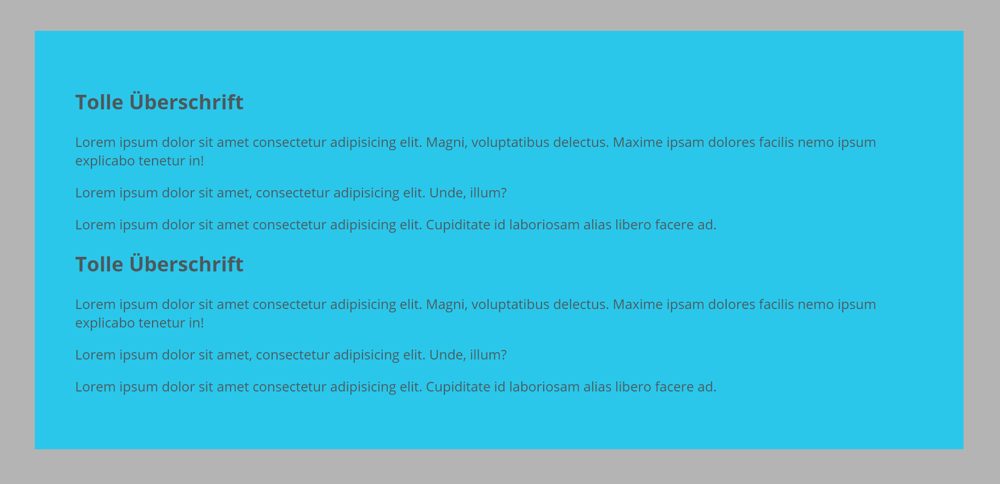 Tolle Überschrift
Lorem ipsum dolor sit amet consectetur adipisicing elit. Magni, voluptatibus delectus. Maxime ipsam dolores facilis nemo ipsum
explicabo tenetur in!
Lorem ipsum dolor sit amet, consectetur adipisicing elit. Unde, illum?
Lorem ipsum dolor sit amet consectetur adipisicing elit. Cupiditate id laboriosam alias libero facere ad.
Tolle Überschrift
Lorem ipsum dolor sit amet consectetur adipisicing elit. Magni, voluptatibus delectus. Maxime ipsam dolores facilis nemo ipsum
explicabo tenetur in!
Lorem ipsum dolor sit amet, consectetur adipisicing elit. Unde, illum?
Lorem ipsum dolor sit amet consectetur adipisicing elit. Cupiditate id laboriosam alias libero facere ad.